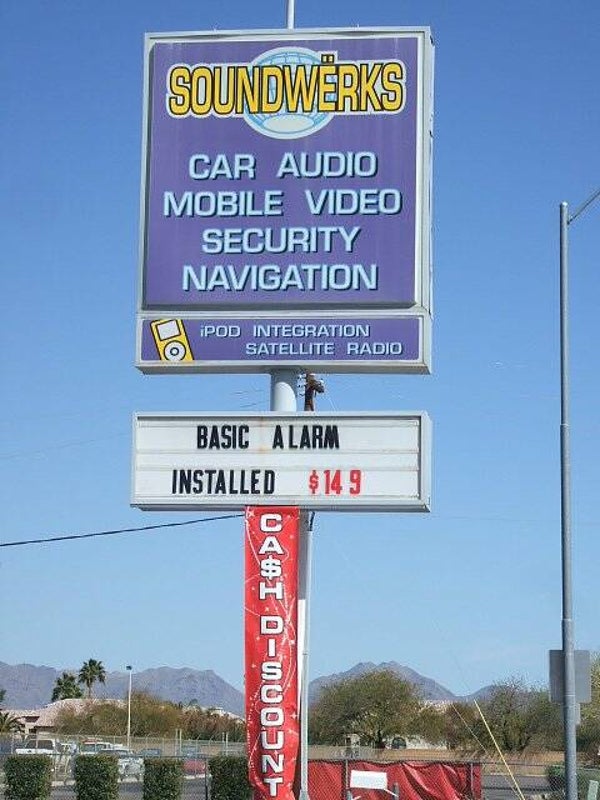 SOUNDWËRKS
CAR AUDIO
MOBILE VIDEO
SECURITY
NAVIGATION
iPOD INTEGRATION
SATELLITE RADIO
BASIC ALARM
INSTALLED $149
CA$H DISCOUNT